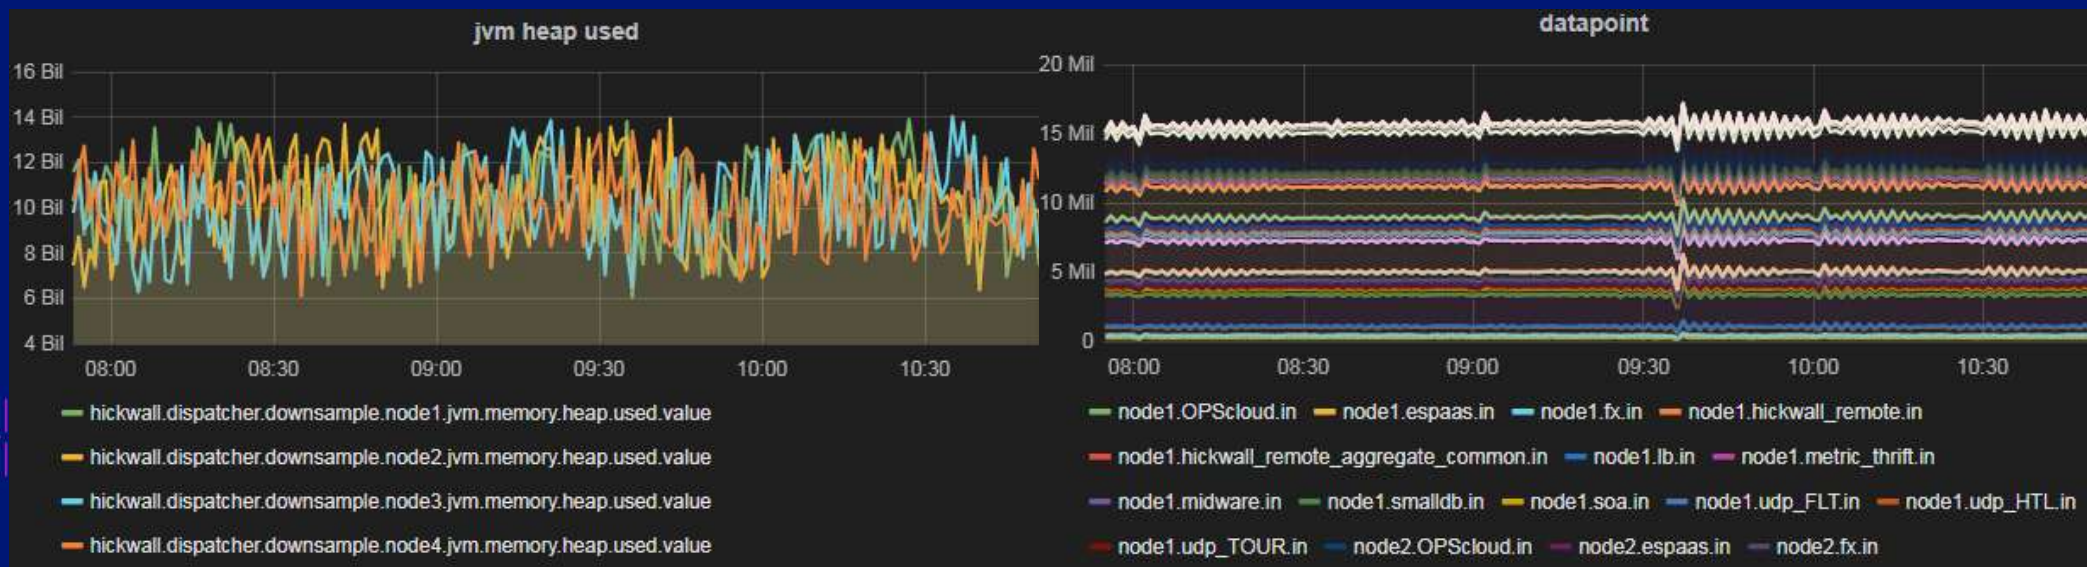 jvm heap used
16 Bil
14 Bil
12 Bil
10 Bil
8 Bil
6 Bil
4 Bil
08:00 08:30 09:00 09:30 10:00 10:30
hickwall.dispatcher.downsample.node1.jvm.memory.heap.used.value
hickwall.dispatcher.downsample.node2.jvm.memory.heap.used.value
hickwall.dispatcher.downsample.node3.jvm.memory.heap.used.value
hickwall.dispatcher.downsample.node4.jvm.memory.heap.used.value
datapoint
20 Mil
15 Mil
10 Mil
5 Mil
0
08:00 08:30 09:00 09:30 10:00 10:30
node1.OPScloud.in node1.espaas.in node1.fx.in node1.hickwall_remote.in
node1.hickwall_remote_aggregate_common.in node1.lb.in node1.metric_thrift.in
node1.midware.in node1.smalldb.in node1.soa.in node1.udp_FLT.in node1.udp_HTL.in
node1.udp_TOUR.in node2.OPScloud.in node2.espaas.in node2.fx.in